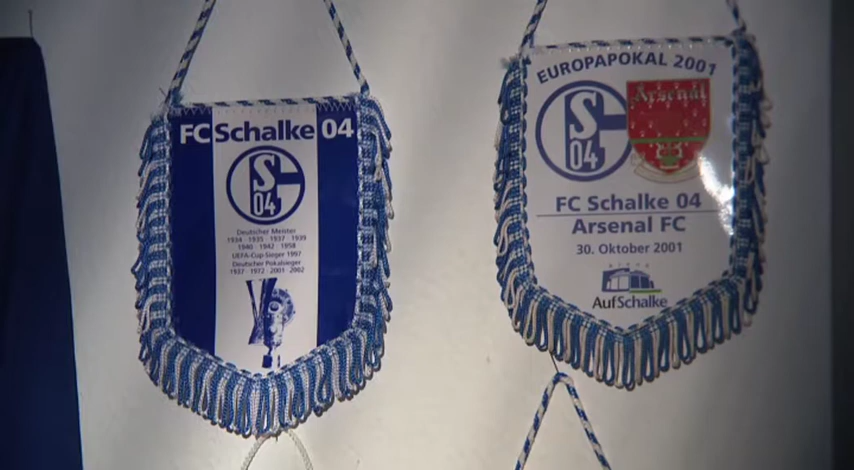 FC Schalke 04
S
04
Deutscher Meister
1934 · 1935 · 1937 · 1939
1940 · 1942 · 1958
UEFA-Cup-Sieger 1997
Deutscher Pokalsieger
1937 · 1972 · 2001 · 2002
EUROPAPOKAL 2001
S
04
Arsenal
FC Schalke 04
Arsenal FC
30. Oktober 2001
arena
AufSchalke